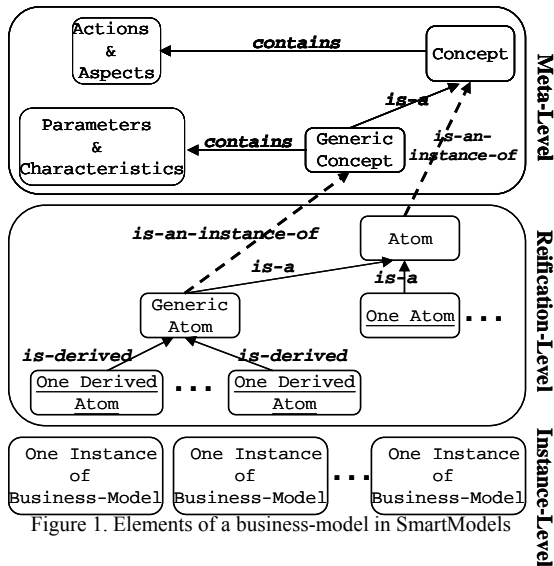 Actions
&
Aspects
contains
Concept
is-a
Parameters
&
Characteristics
contains
Generic
Concept
is-an-
instance-of
Meta-Level
is-an-instance-of
Atom
is-a
is-a
Generic
Atom
One Atom
...
is-derived
is-derived
One Derived
Atom
...
One Derived
Atom
Reification-Level
One Instance
of
Business-Model
One Instance
of
Business-Model
...
One Instance
of
Business-Model
Instance-Level
Figure 1. Elements of a business-model in SmartModels